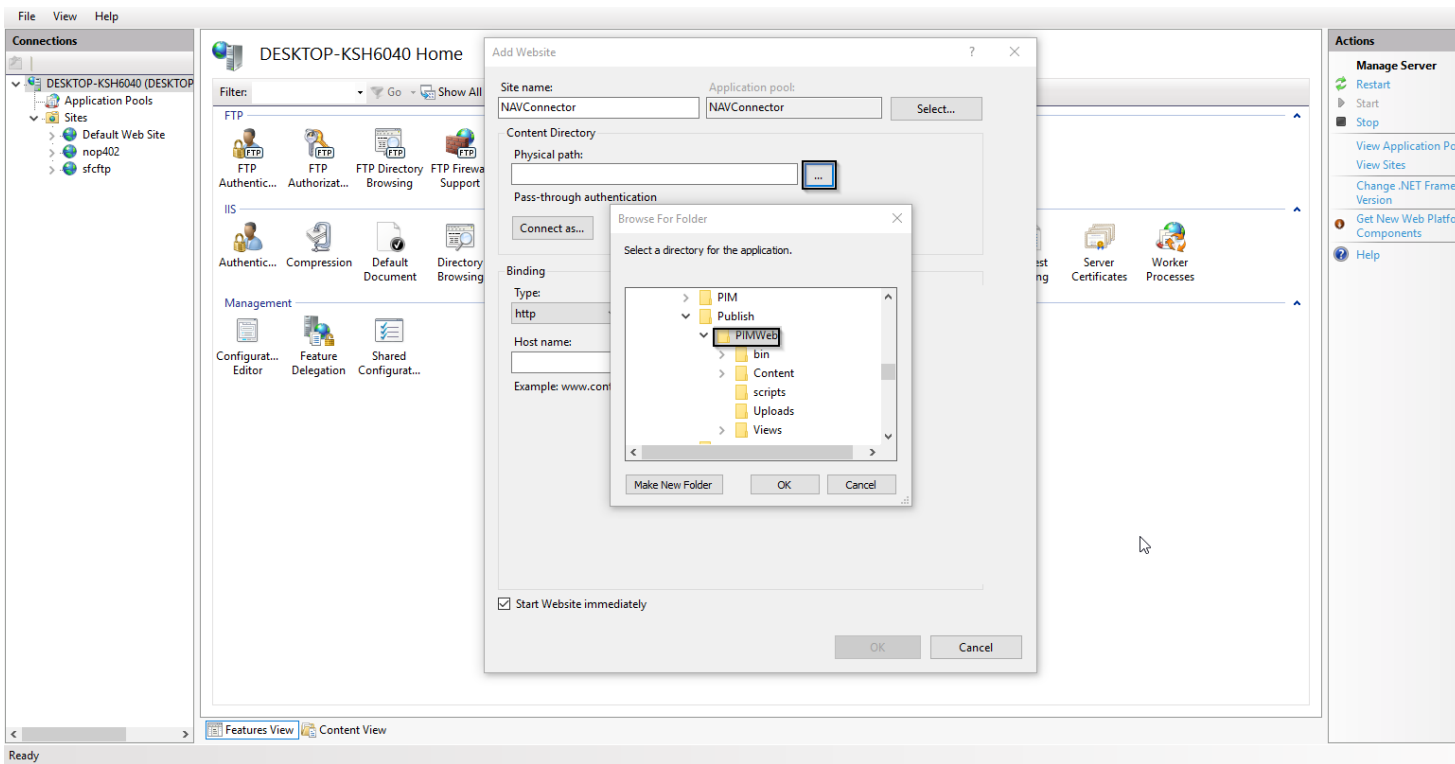 File View Help
Connections
DESKTOP-KSH6040 (DESKTOP
Application Pools
Sites
Default Web Site
nop402
sfcftp
DESKTOP-KSH6040 Home
Filter: Go Show All
FTP
FTP Authentic...
FTP Authorizat...
FTP Directory Browsing
FTP Firewa
Support
IIS
Authentic...
Compression
Default Document
Directory Browsing
Server Certificates
Worker Processes
Management
Configurat... Editor
Feature Delegation
Shared Configurat...
Add Website ?
Site name: Application pool:
NAVConnector NAVConnector Select...
Content Directory
Physical path:
...
Pass-through authentication
Connect as...
Binding
Type:
http
Host name:
Example: www.con
Browse For Folder
Select a directory for the application.
PIM
Publish
PIMWeb
bin
Content
scripts
Uploads
Views
Make New Folder OK Cancel
Start Website immediately
OK Cancel
Actions
Manage Server
Restart
Start
Stop
View Application Po
View Sites
Change .NET Frame
Version
Get New Web Platfo
Components
Help
Features View Content View
Ready